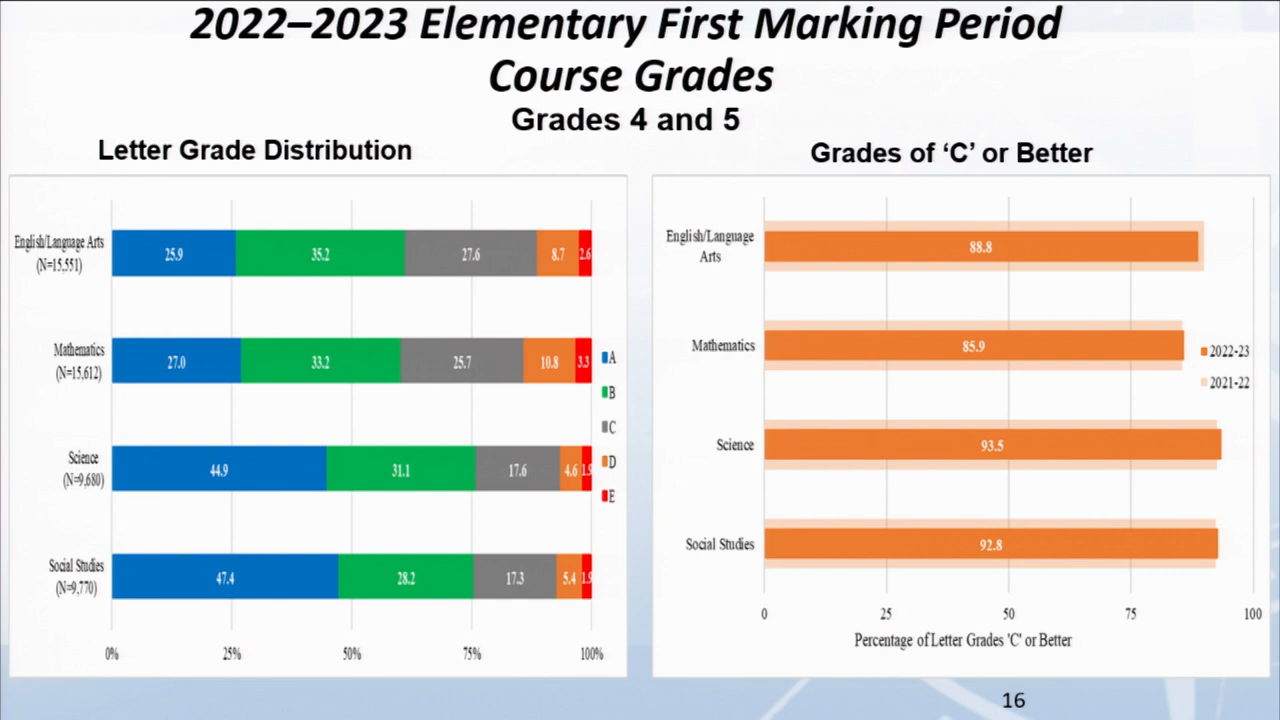 2022–2023 Elementary First Marking Period
Course Grades
Grades 4 and 5
Letter Grade Distribution
English/Language Arts
(N=15,551)
25.9 35.2 27.6 8.7 2.6
Mathematics
(N=15,612)
27.0 33.2 25.7 10.8 3.3
Science
(N=9,680)
44.9 31.1 17.6 4.6 1.9
Social Studies
(N=9,770)
47.4 28.2 17.3 5.4 1.9
0% 25% 50% 75% 100%
A
B
C
D
E
Grades of ‘C’ or Better
English/Language
Arts
88.8
Mathematics
85.9
Science
93.5
Social Studies
92.8
2022-23
2021-22
0 25 50 75 100
Percentage of Letter Grades 'C' or Better
16